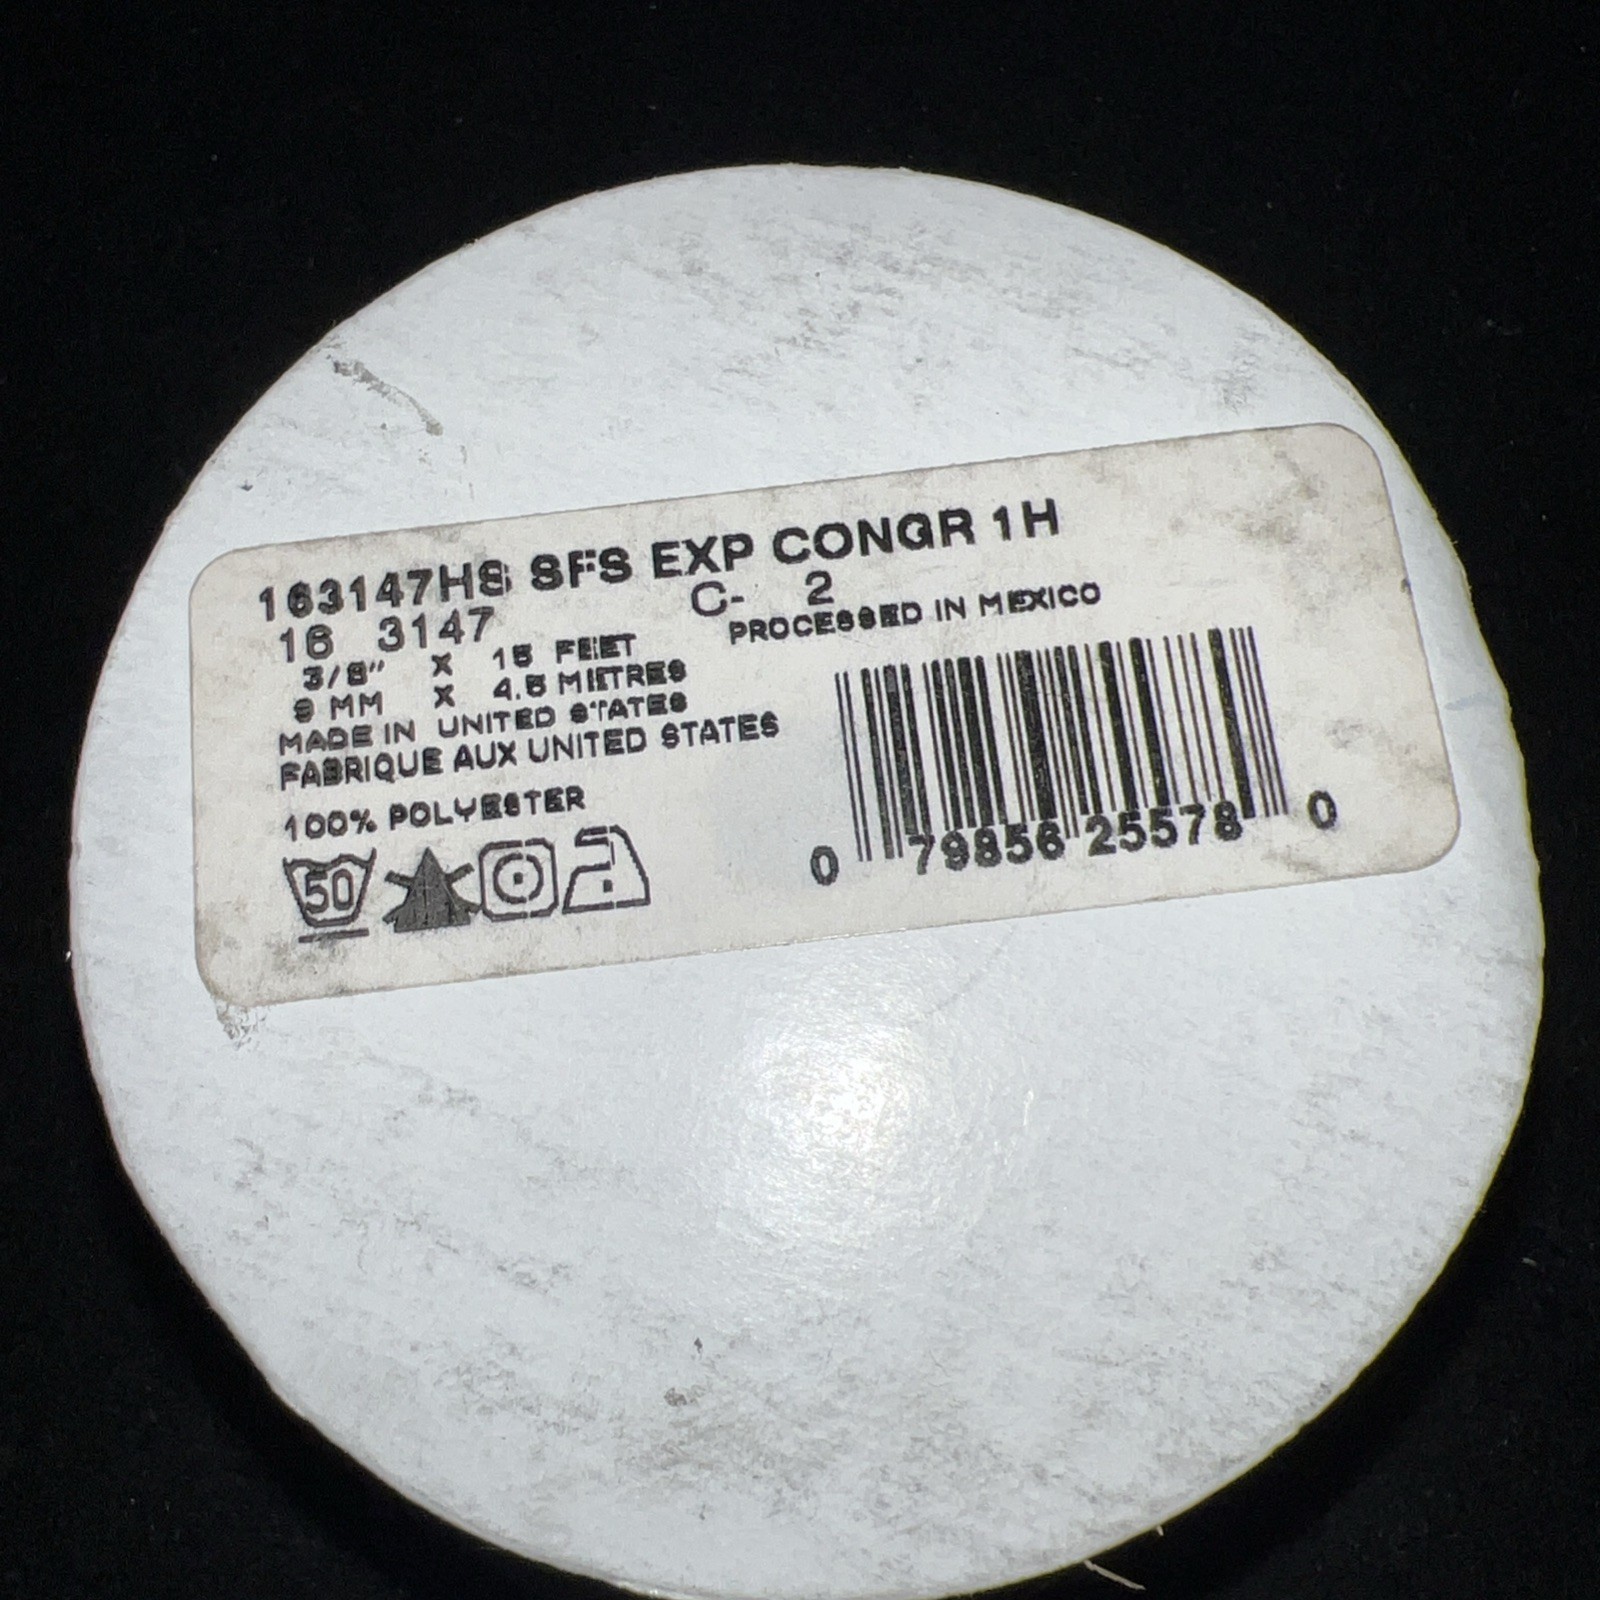 163147HS SFS EXP CONGR 1H
16 3147 C- 2
3/8" X 15 FEET PROCESSED IN MEXICO
9 MM X 4.5 METRES
MADE IN UNITED STATES
FABRIQUE AUX UNITED STATES
100% POLYESTER
50
0 79856 25578 0